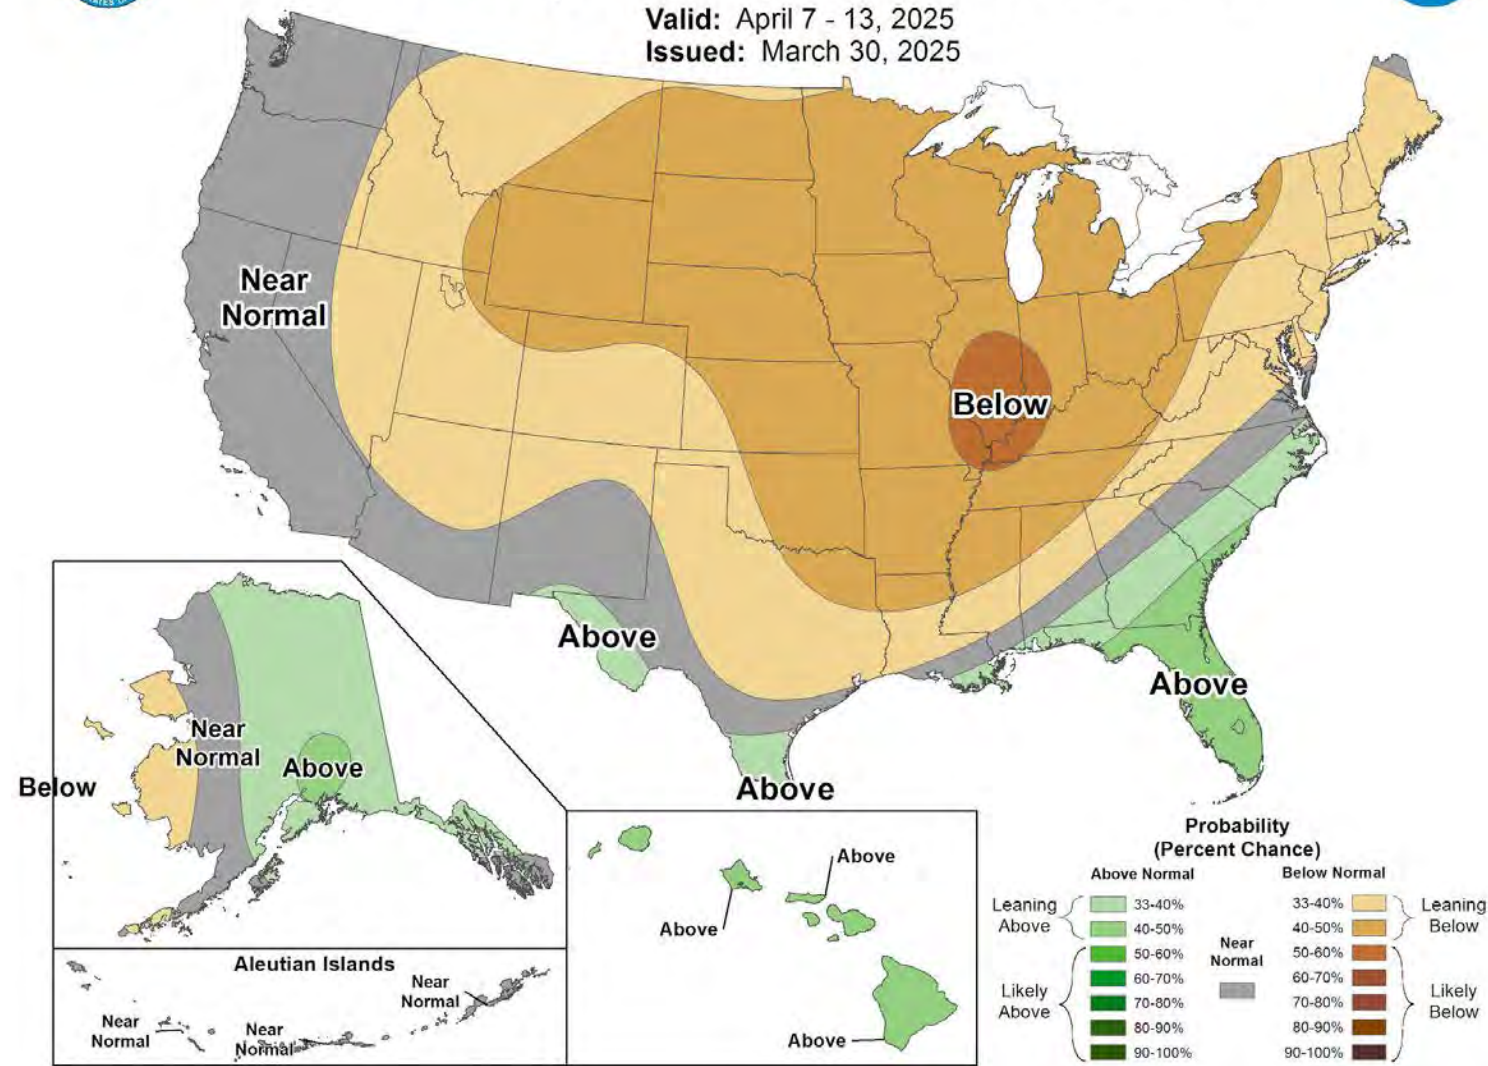 TATES OF
Valid: April 7 - 13, 2025
Issued: March 30, 2025
Near
Normal
Below
Above
Above
Above
Near
Normal
Above
Below
Above
Above
Above
Aleutian Islands
Near
Normal
Near
Normal
Near
Normal
Probability
(Percent Chance)
Above Normal
Below Normal
Leaning
Above
33-40%
40-50%
Likely
Above
50-60%
60-70%
70-80%
80-90%
90-100%
Near
Normal
33-40%
40-50%
Leaning
Below
50-60%
60-70%
70-80%
80-90%
90-100%
Likely
Below